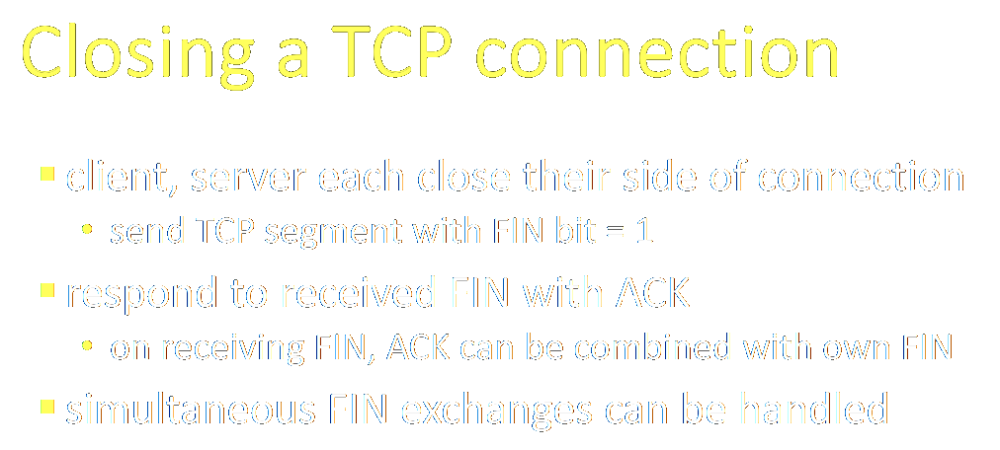 Closing a TCP connection
▪ client, server each close their side of connection
• send TCP segment with FIN bit = 1
▪ respond to received FIN with ACK
• on receiving FIN, ACK can be combined with own FIN
▪ simultaneous FIN exchanges can be handled